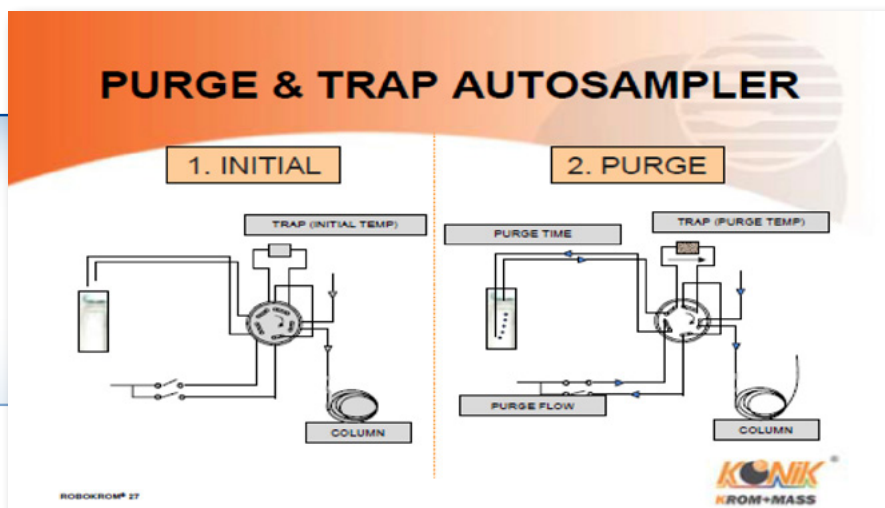 PURGE & TRAP AUTOSAMPLER
1. INITIAL
TRAP (INITIAL TEMP)
COLUMN
2. PURGE
TRAP (PURGE TEMP)
PURGE TIME
PURGE FLOW
COLUMN
ROBOKROM® 27
KONiK®
KROM+MASS